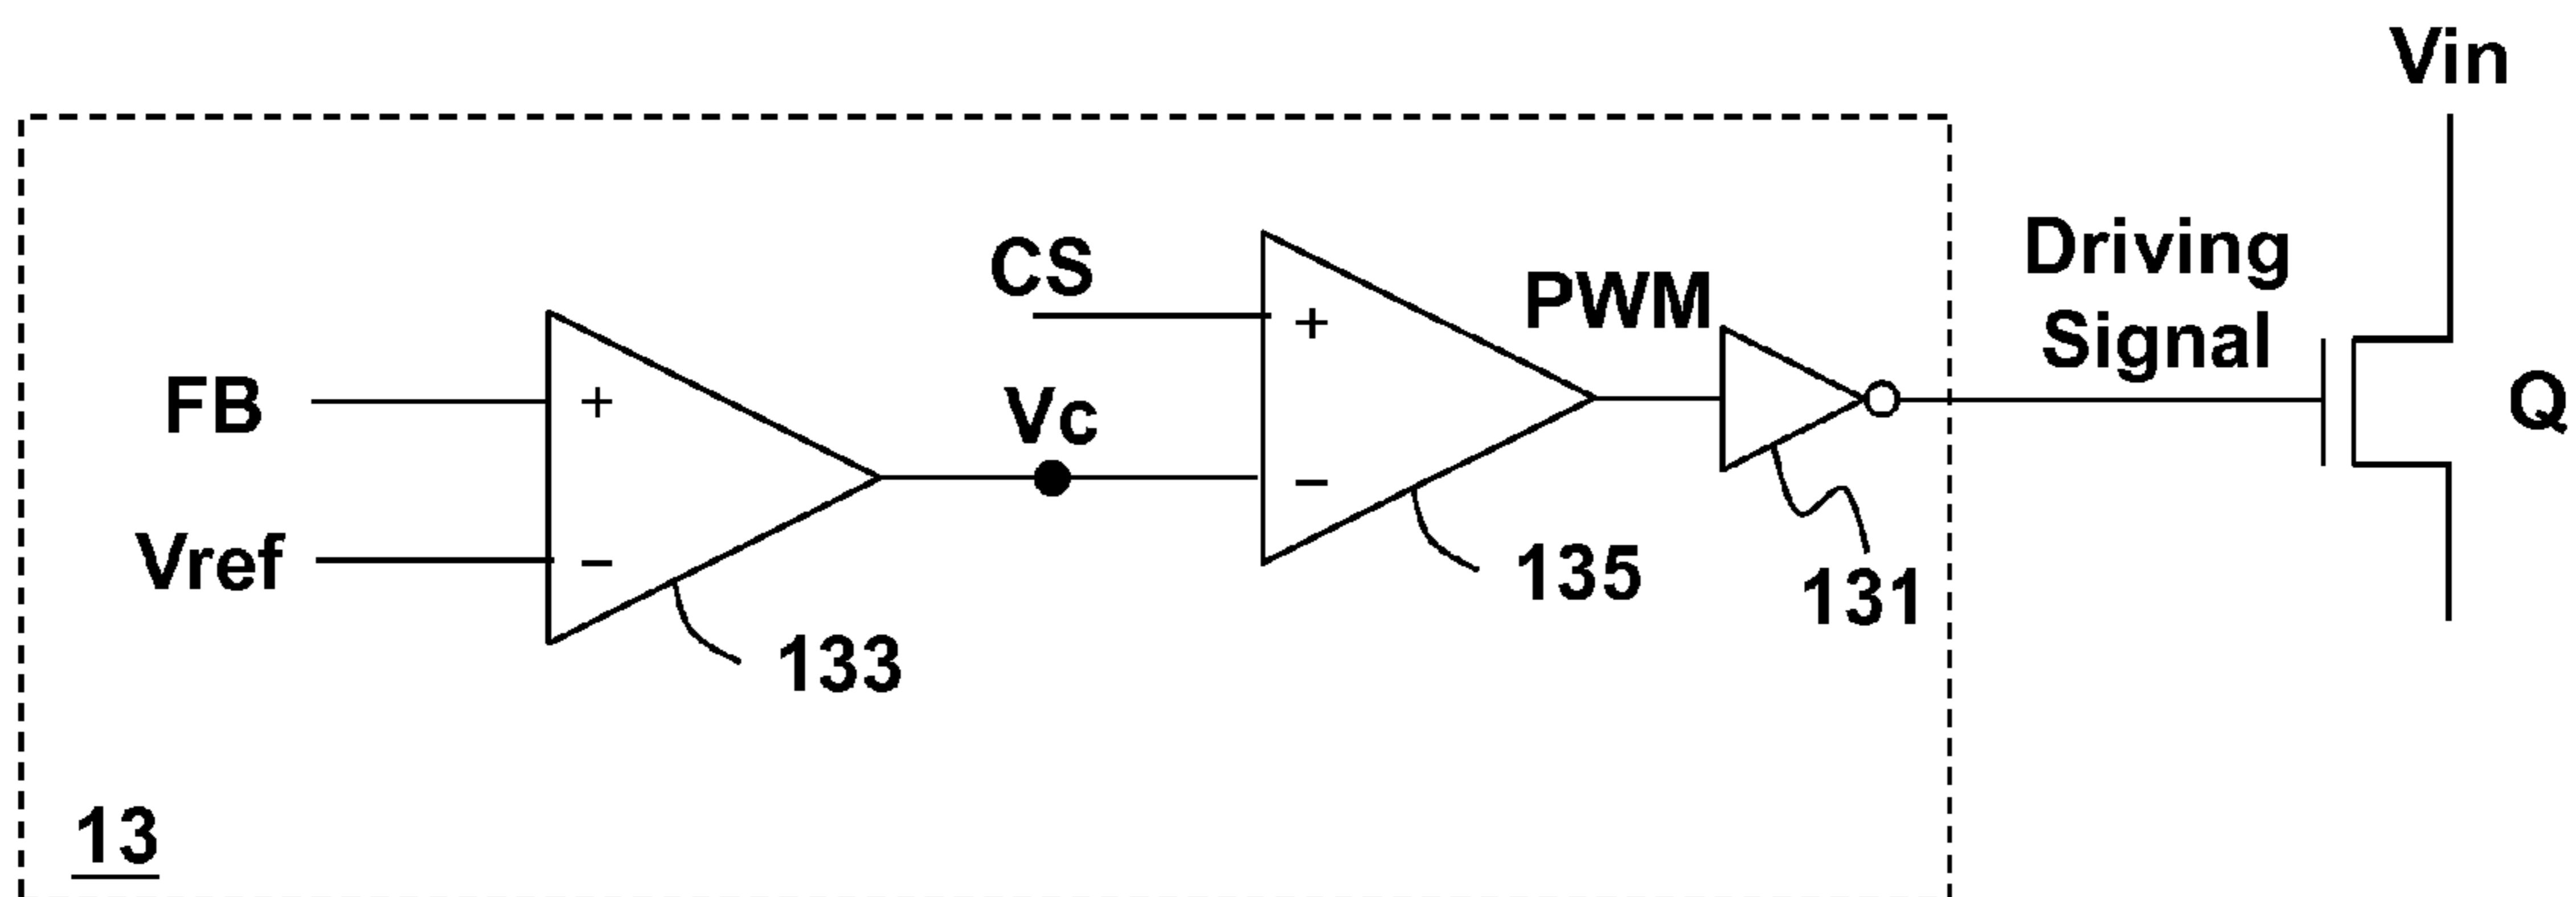 Vin
Driving
Signal
CS
PWM
+
FB
+
Vc
Q
Vref
−
−
135
131
133
13